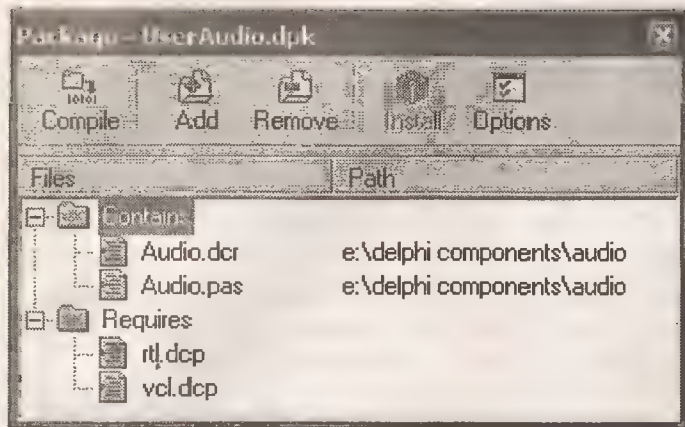 Package - UserAudio.dpk
Compile Add Remove Install Options
Files Path
Contains
Audio.dcr e:\delphi components\audio
Audio.pas e:\delphi components\audio
Requires
rtl.dcp
vcl.dcp